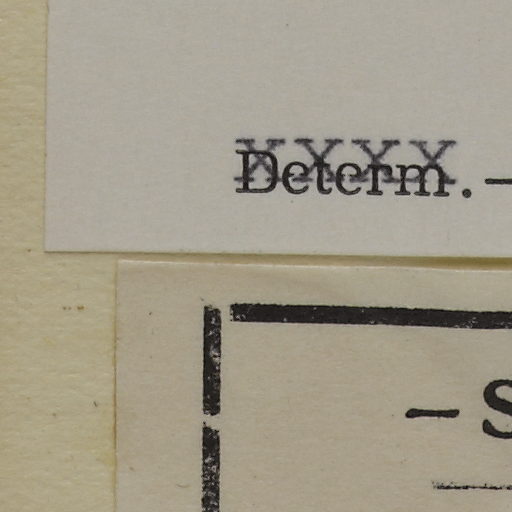 Determ. –
– S